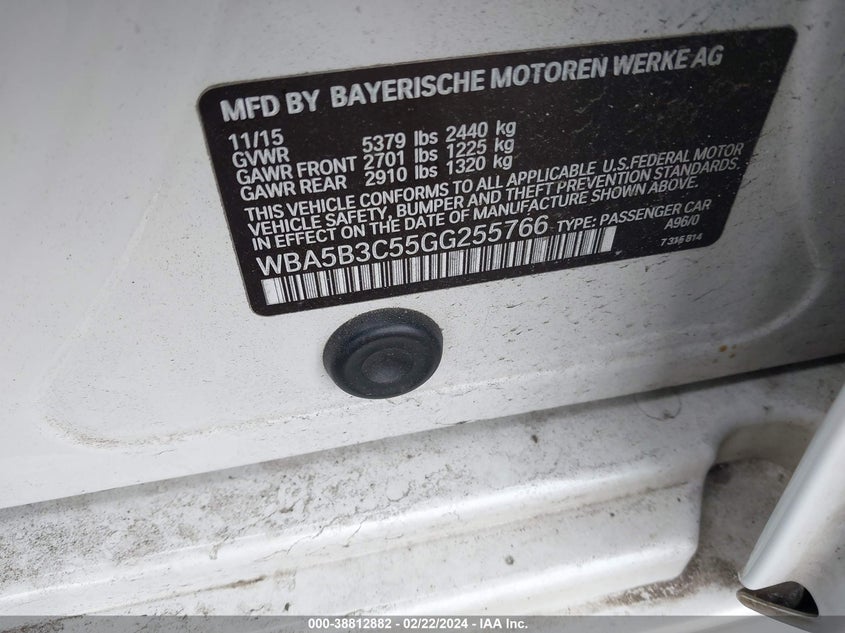 MFD BY BAYERISCHE MOTOREN WERKE AG
11/15
GVWR 5379 lbs 2440 kg
GAWR FRONT 2701 lbs 1225 kg
GAWR REAR 2910 lbs 1320 kg
THIS VEHICLE CONFORMS TO ALL APPLICABLE U.S.FEDERAL MOTOR
VEHICLE SAFETY, BUMPER AND THEFT PREVENTION STANDARDS
IN EFFECT ON THE DATE OF MANUFACTURE SHOWN ABOVE.
WBA5B3C55GG255766 TYPE: PASSENGER CAR
A96/0
7 316 814
000-38812882 - 02/22/2024 - IAA Inc.